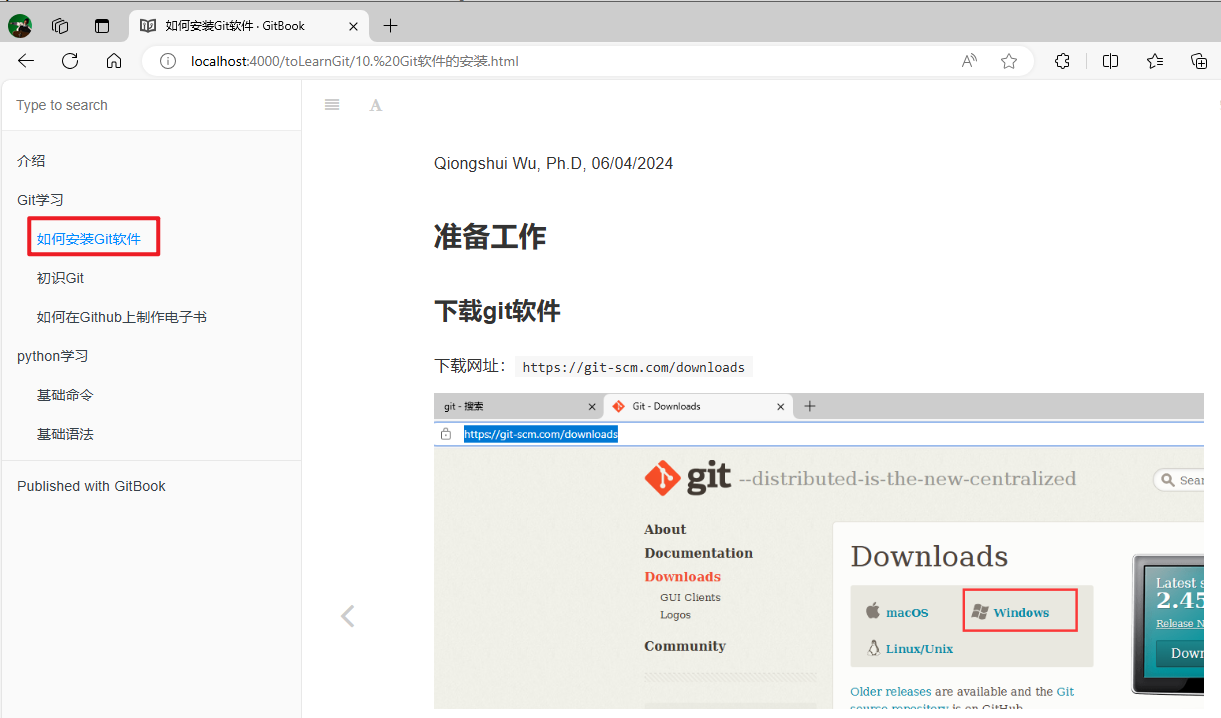 如何安装Git软件 · GitBook
localhost:4000/toLearnGit/10.%20Git软件的安装.html
Type to search
介绍
Git学习
如何安装Git软件
初识Git
如何在Github上制作电子书
python学习
基础命令
基础语法
Published with GitBook
A
Qiongshui Wu, Ph.D, 06/04/2024
准备工作
下载git软件
下载网址： https://git-scm.com/downloads
git - 搜索
Git - Downloads
https://git-scm.com/downloads
git --distributed-is-the-new-centralized
Sear
About
Documentation
Downloads
GUI Clients
Logos
Community
Downloads
macOS
Windows
Linux/Unix
Older releases are available and the Git
source repository is on GitHub.
Latest s
2.45
Release N
Down